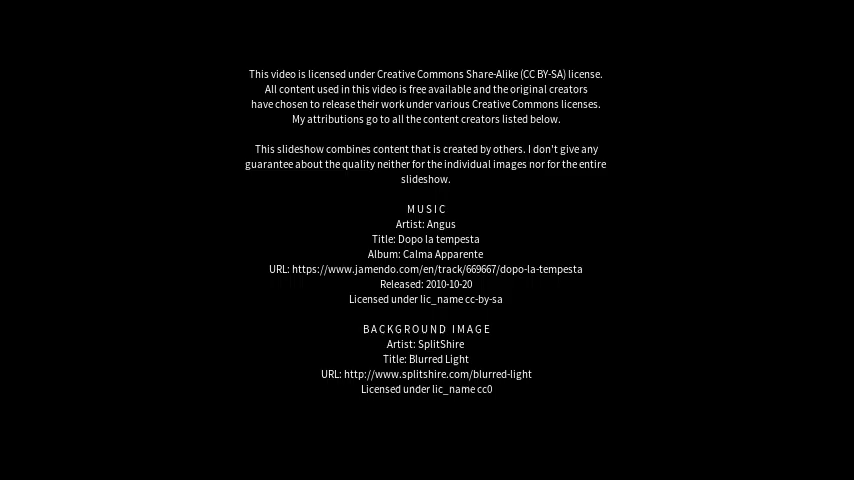 This video is licensed under Creative Commons Share-Alike (CC BY-SA) license.
All content used in this video is free available and the original creators
have chosen to release their work under various Creative Commons licenses.
My attributions go to all the content creators listed below.
This slideshow combines content that is created by others. I don't give any
guarantee about the quality neither for the individual images nor for the entire
slideshow.
MUSIC
Artist: Angus
Title: Dopo la tempesta
Album: Calma Apparente
URL: https://www.jamendo.com/en/track/669667/dopo-la-tempesta
Released: 2010-10-20
Licensed under lic_name cc-by-sa
BACKGROUND IMAGE
Artist: SplitShire
Title: Blurred Light
URL: http://www.splitshire.com/blurred-light
Licensed under lic_name cc0